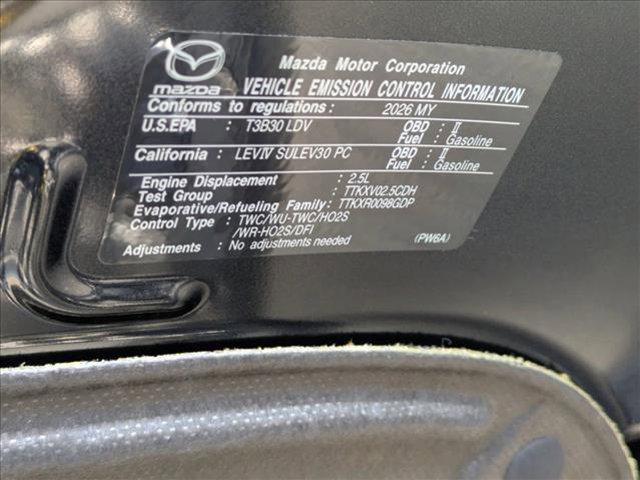 Mazda Motor Corporation
mazda VEHICLE EMISSION CONTROL INFORMATION
Conforms to regulations : 2026 MY
U.S.EPA : T3B30 LDV OBD : II
Fuel : Gasoline
California : LEVIV SULEV30 PC OBD : II
Fuel : Gasoline
Engine Displacement : 2.5L
Test Group : TTKXV02.5CDH
Evaporative/Refueling Family: TTKXR0098GDP
Control Type : TWC/WU-TWC/HO2S
/WR-HO2S/DFI
Adjustments : No adjustments needed (PW6A)